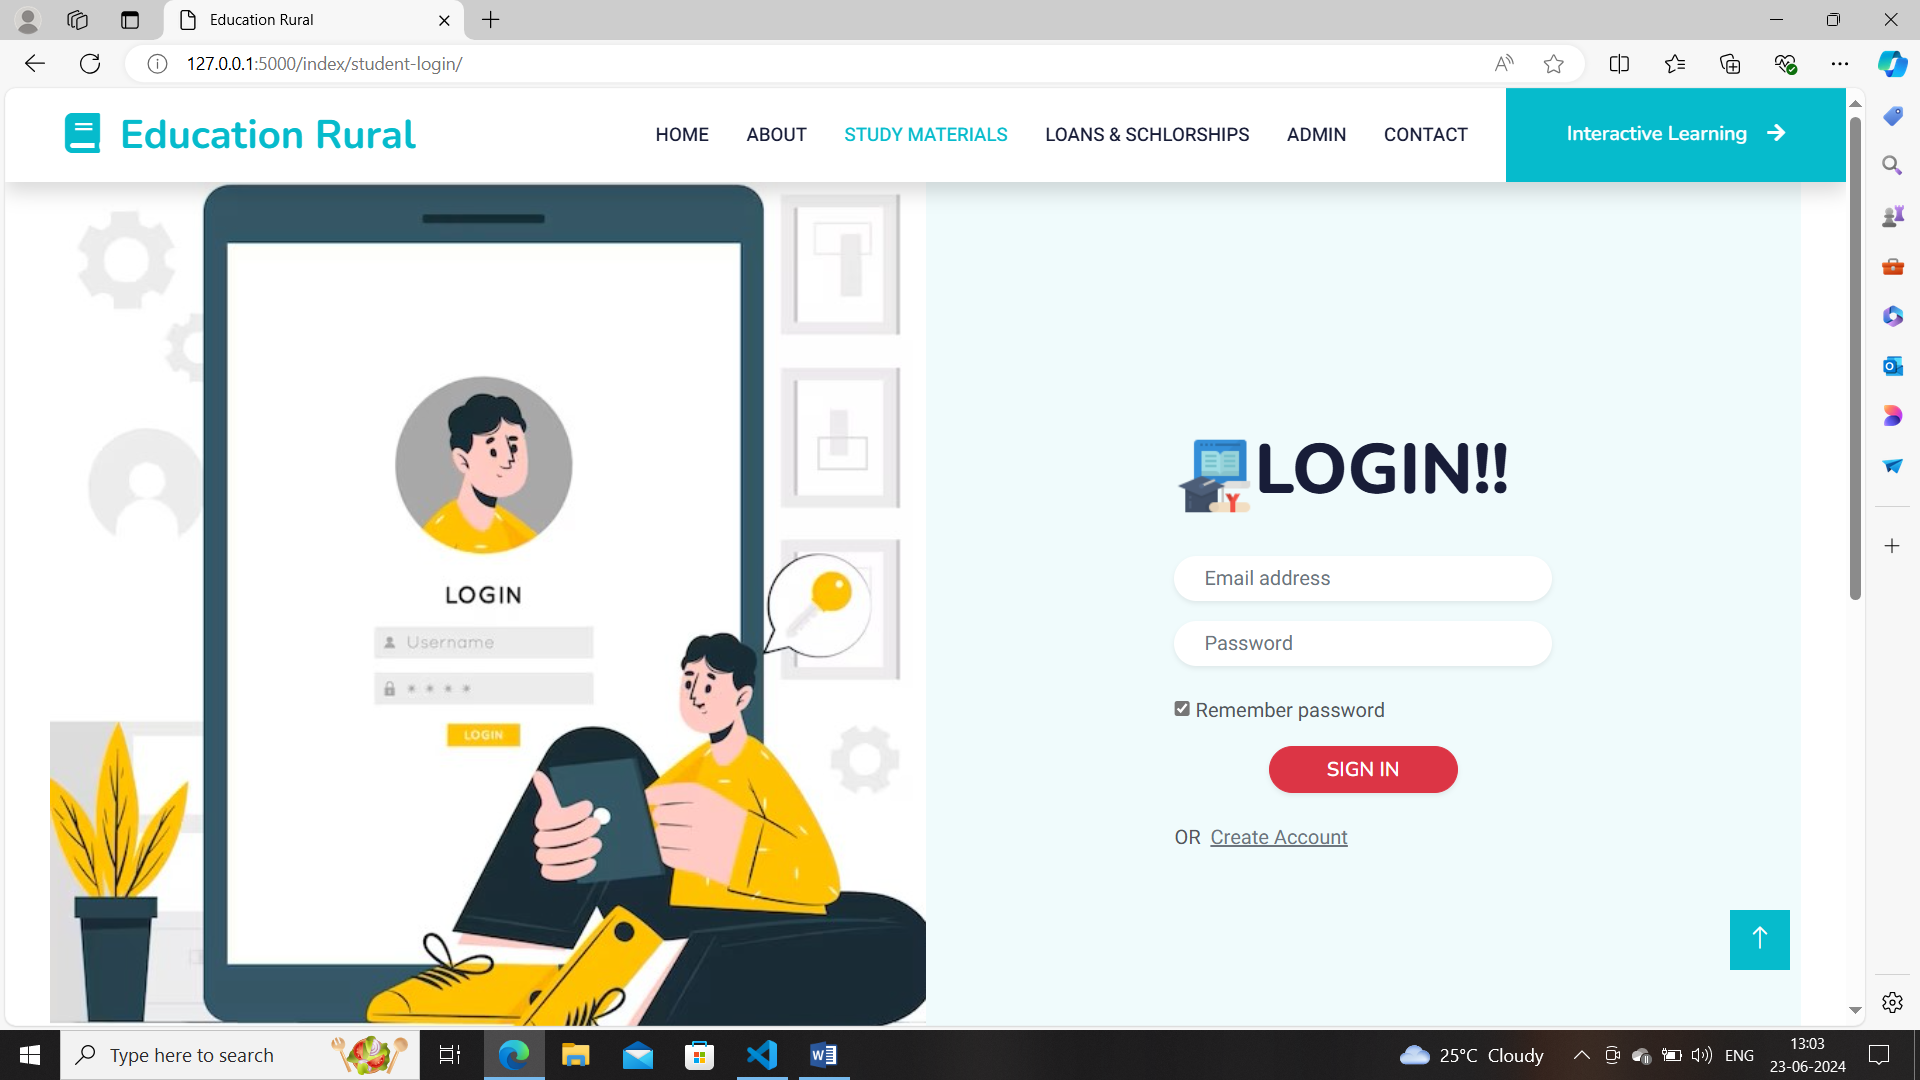 Education Rural
127.0.0.1:5000/index/student-login/
Education Rural
HOME ABOUT STUDY MATERIALS LOANS & SCHLORSHIPS ADMIN CONTACT Interactive Learning
LOGIN
Username
LOGIN
LOGIN!!
Email address
Password
Remember password
SIGN IN
OR Create Account
Type here to search
25°C Cloudy
ENG
13:03
23-06-2024